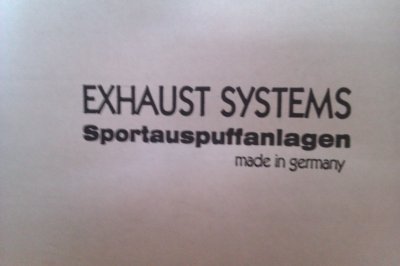 EXHAUST SYSTEMS
Sportauspuffanlagen
made in germany